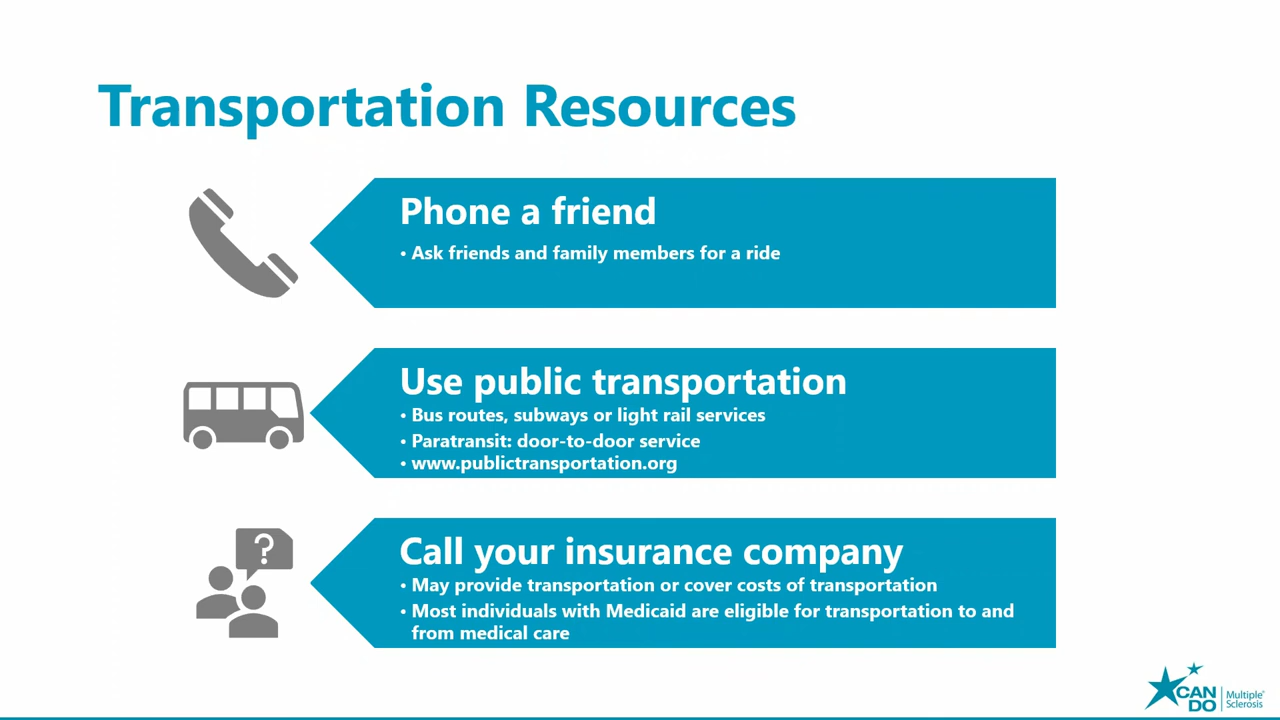 Transportation Resources
Phone a friend
• Ask friends and family members for a ride
Use public transportation
• Bus routes, subways or light rail services
• Paratransit: door-to-door service
• www.publictransportation.org
?
Call your insurance company
• May provide transportation or cover costs of transportation
• Most individuals with Medicaid are eligible for transportation to and
from medical care
CAN
DO
Multiple®
Sclerosis